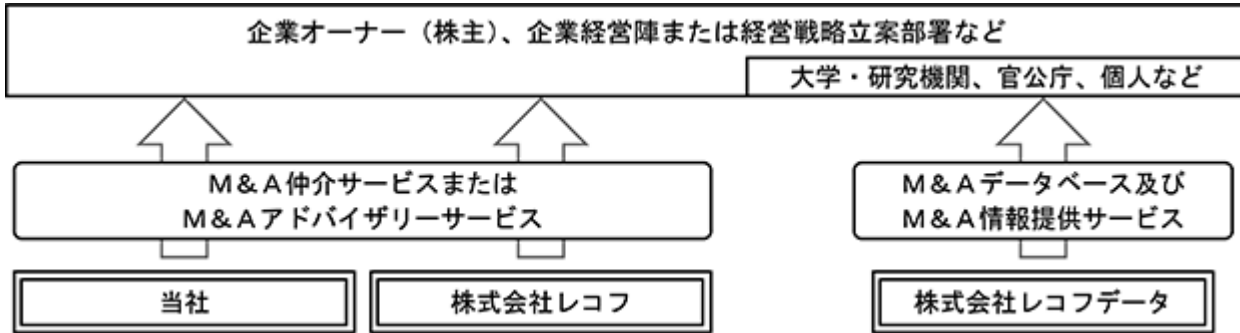 企業オーナー（株主）、企業経営陣または経営戦略立案部署など
大学・研究機関、官公庁、個人など
Ｍ＆Ａ仲介サービスまたは
Ｍ＆Ａアドバイザリーサービス
Ｍ＆Ａデータベース及び
Ｍ＆Ａ情報提供サービス
当社
株式会社レコフ
株式会社レコフデータ